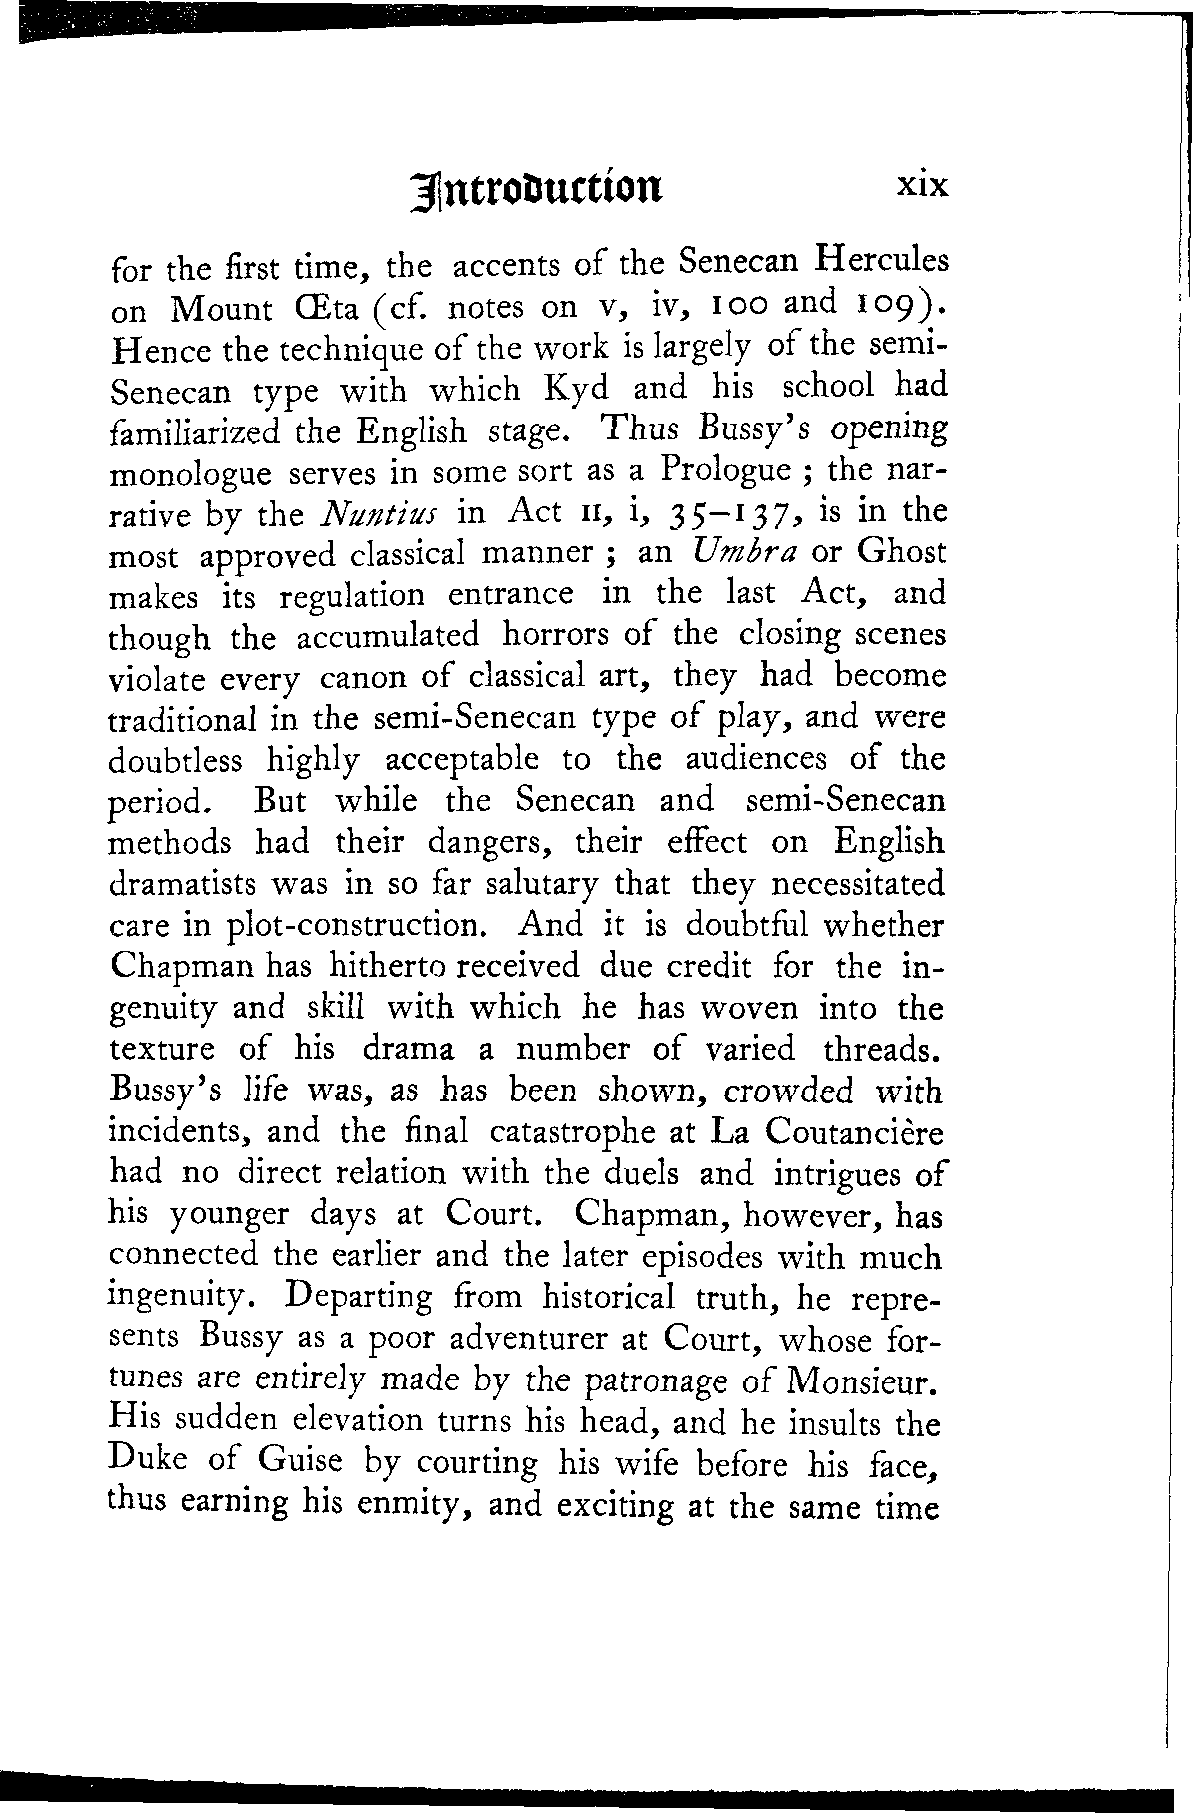 Introduction xix
for the first time, the accents of the Senecan Hercules
on Mount Œta (cf. notes on v, iv, 100 and 109).
Hence the technique of the work is largely of the semi-
Senecan type with which Kyd and his school had
familiarized the English stage. Thus Bussy's opening
monologue serves in some sort as a Prologue ; the nar-
rative by the Nuntius in Act II, i, 35–137, is in the
most approved classical manner ; an Umbra or Ghost
makes its regulation entrance in the last Act, and
though the accumulated horrors of the closing scenes
violate every canon of classical art, they had become
traditional in the semi-Senecan type of play, and were
doubtless highly acceptable to the audiences of the
period. But while the Senecan and semi-Senecan
methods had their dangers, their effect on English
dramatists was in so far salutary that they necessitated
care in plot-construction. And it is doubtful whether
Chapman has hitherto received due credit for the in-
genuity and skill with which he has woven into the
texture of his drama a number of varied threads.
Bussy's life was, as has been shown, crowded with
incidents, and the final catastrophe at La Coutancière
had no direct relation with the duels and intrigues of
his younger days at Court. Chapman, however, has
connected the earlier and the later episodes with much
ingenuity. Departing from historical truth, he repre-
sents Bussy as a poor adventurer at Court, whose for-
tunes are entirely made by the patronage of Monsieur.
His sudden elevation turns his head, and he insults the
Duke of Guise by courting his wife before his face,
thus earning his enmity, and exciting at the same time